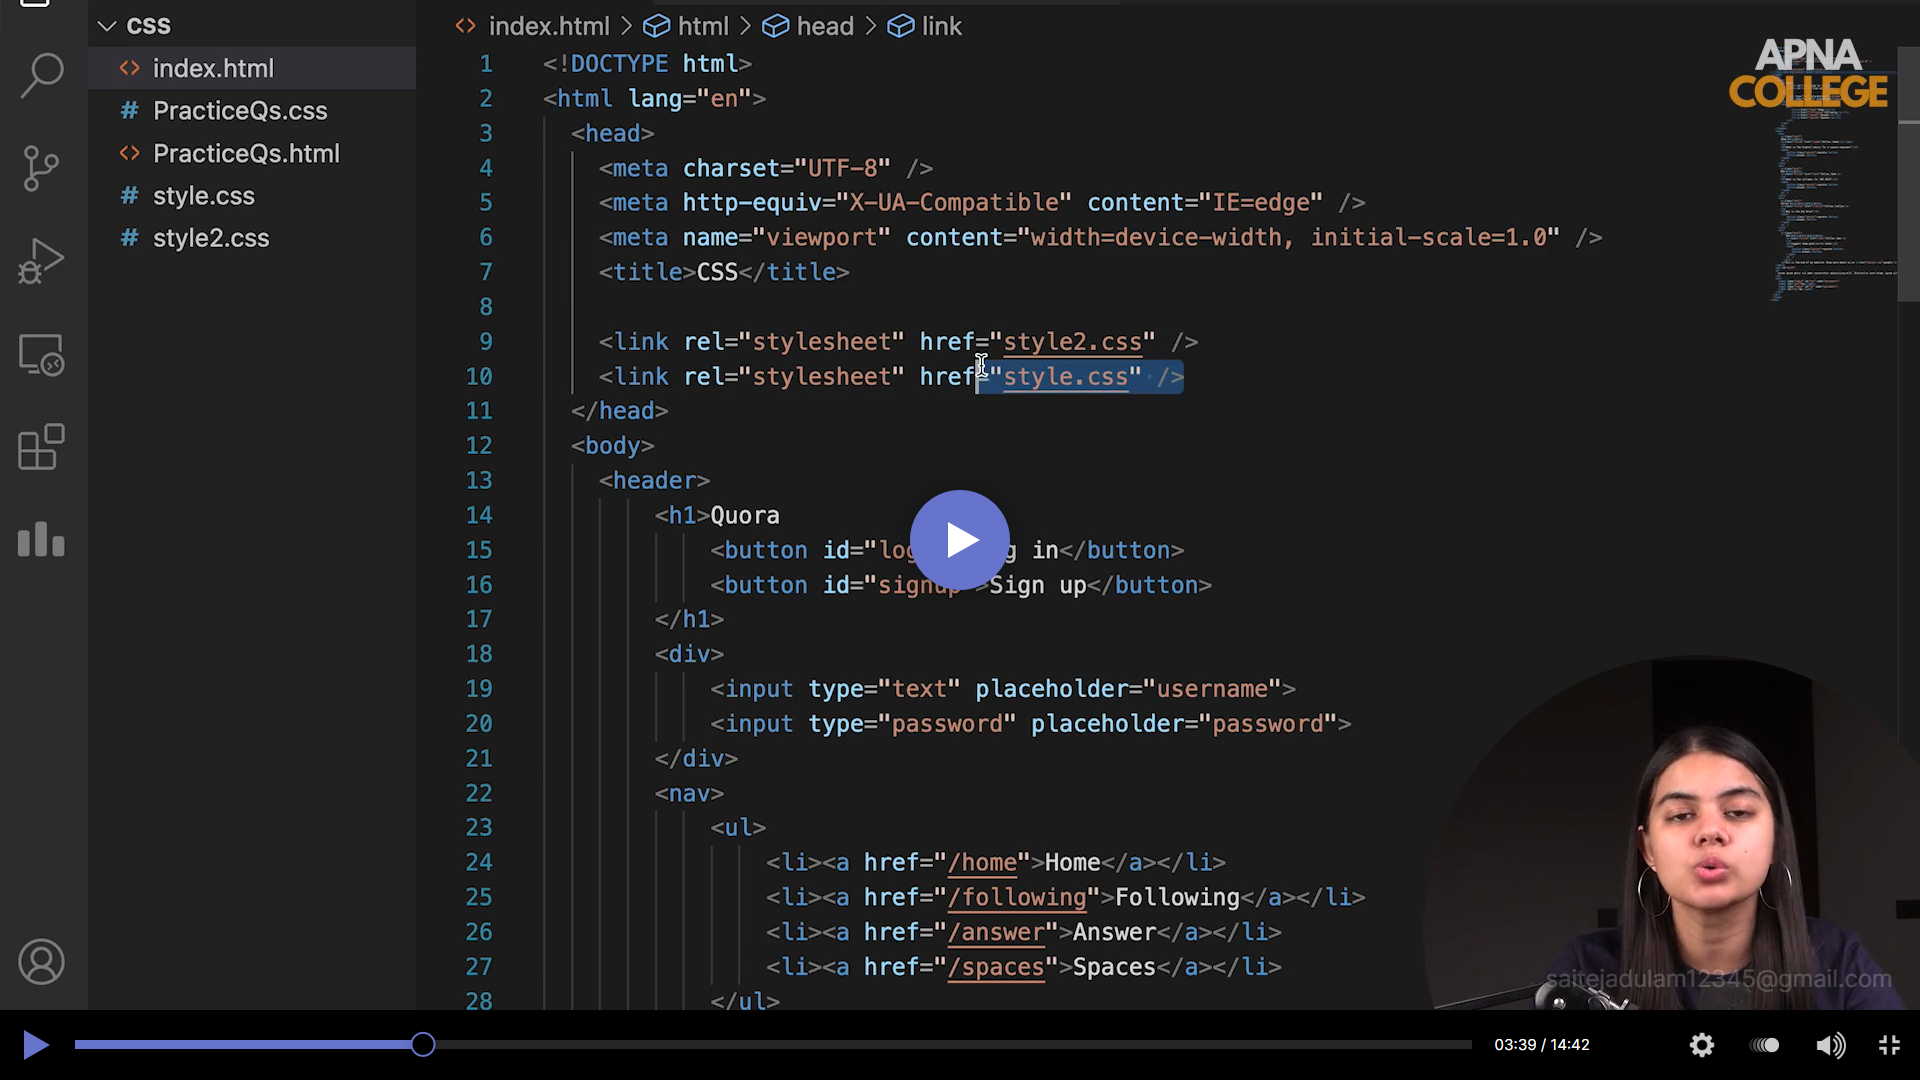 CSS
index.html
PracticeQs.css
PracticeQs.html
style.css
style2.css
index.html > html > head > link
1 <!DOCTYPE html>
2 <html lang="en">
3 <head>
4 <meta charset="UTF-8" />
5 <meta http-equiv="X-UA-Compatible" content="IE=edge" />
6 <meta name="viewport" content="width=device-width, initial-scale=1.0" />
7 <title>CSS</title>
8
9 <link rel="stylesheet" href="style2.css" />
10 <link rel="stylesheet" href="style.css" />
11 </head>
12 <body>
13 <header>
14 <h1>Quora
15 <button id="log in</button>
16 <button id="signup">Sign up</button>
17 </h1>
18 <div>
19 <input type="text" placeholder="username">
20 <input type="password" placeholder="password">
21 </div>
22 <nav>
23 <ul>
24 <li><a href="/home">Home</a></li>
25 <li><a href="/following">Following</a></li>
26 <li><a href="/answer">Answer</a></li>
27 <li><a href="/spaces">Spaces</a></li>
28 </ul>
APNA
COLLEGE
saitejadulam12345@gmail.com
03:39 / 14:42